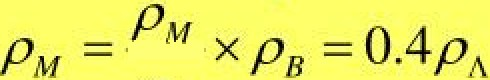 ρ_M = ρ_M × ρ_B = 0.4ρ_Λ